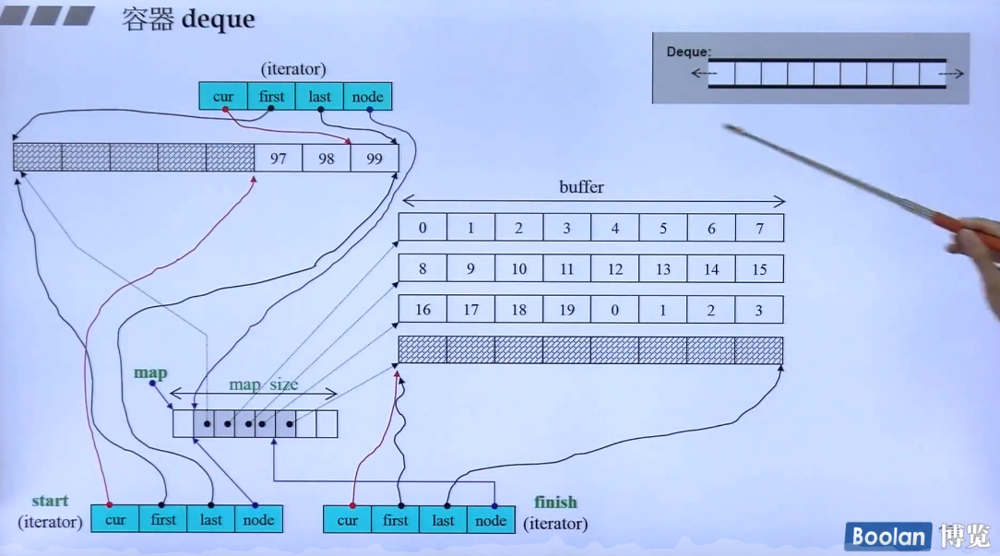 容器 deque
Deque:
(iterator)
cur first last node
97 98 99
buffer
0 1 2 3 4 5 6 7
8 9 10 11 12 13 14 15
16 17 18 19 0 1 2 3
map
map size
start
(iterator)
cur first last node
cur first last node
finish
(iterator)
Boolan 博览